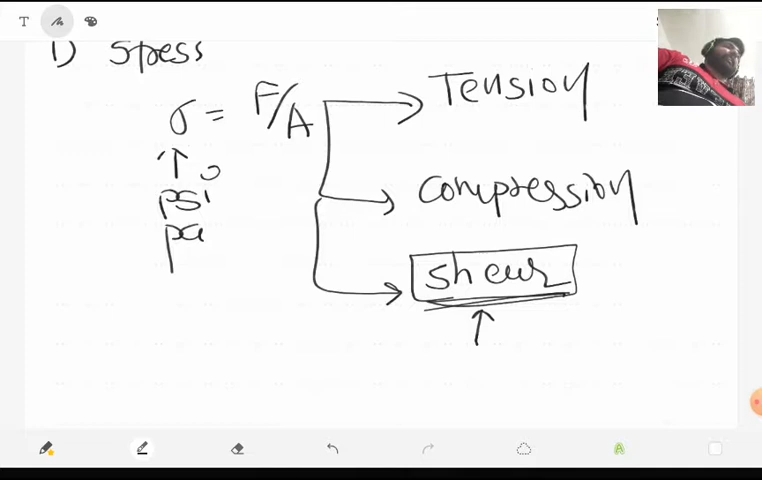 1) Stress
σ = F/A
Tension
compression
shear
psi
pa